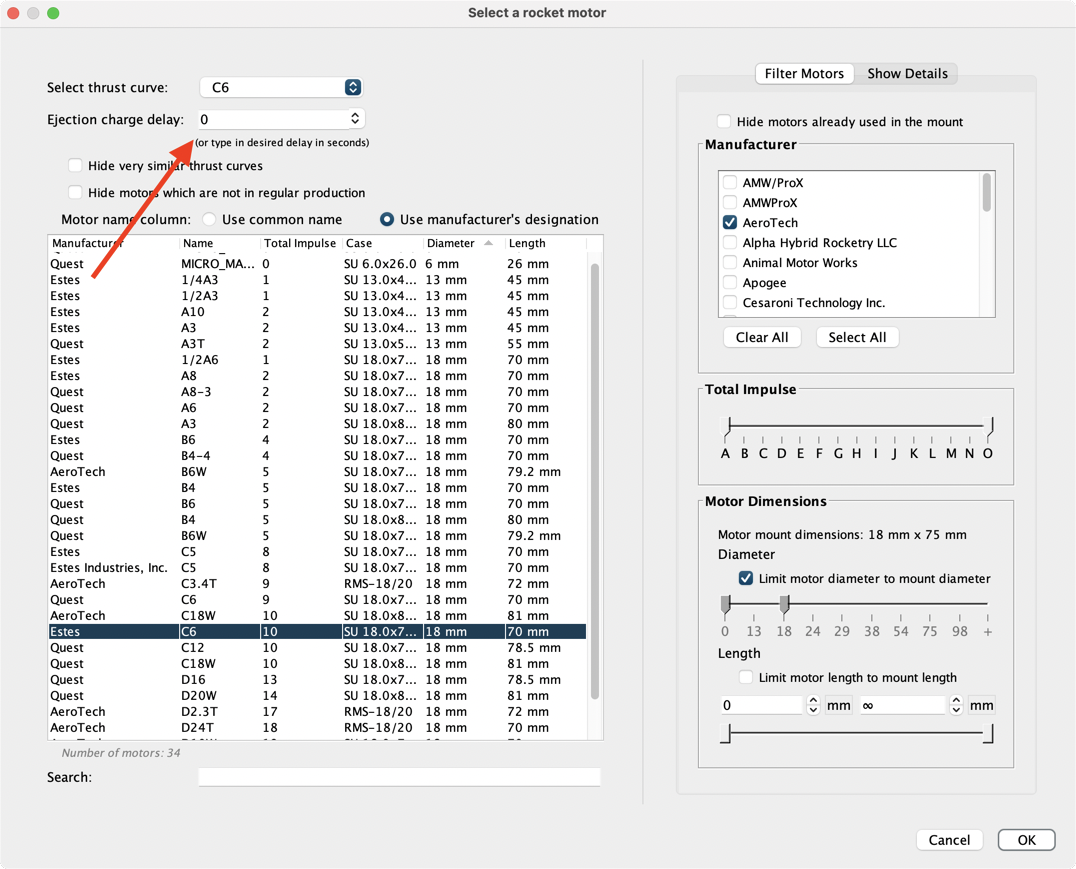 Select a rocket motor
Select thrust curve: C6
Ejection charge delay: 0
(or type in desired delay in seconds)
Hide very similar thrust curves
Hide motors which are not in regular production
Motor name column: Use common name Use manufacturer's designation
Manufacturer Name Total Impulse Case Diameter Length
Quest MICRO_MA... 0 SU 6.0x26.0 6 mm 26 mm
Estes 1/4A3 1 SU 13.0x4... 13 mm 45 mm
Estes 1/2A3 1 SU 13.0x4... 13 mm 45 mm
Estes A10 2 SU 13.0x4... 13 mm 45 mm
Estes A3 2 SU 13.0x4... 13 mm 45 mm
Quest A3T 2 SU 13.0x5... 13 mm 55 mm
Estes 1/2A6 1 SU 18.0x7... 18 mm 70 mm
Estes A8 2 SU 18.0x7... 18 mm 70 mm
Quest A8-3 2 SU 18.0x7... 18 mm 70 mm
Quest A6 2 SU 18.0x7... 18 mm 70 mm
Quest A3 2 SU 18.0x8... 18 mm 80 mm
Estes B6 4 SU 18.0x7... 18 mm 70 mm
Quest B4-4 4 SU 18.0x7... 18 mm 70 mm
AeroTech B6W 5 SU 18.0x7... 18 mm 79.2 mm
Estes B4 5 SU 18.0x7... 18 mm 70 mm
Quest B6 5 SU 18.0x7... 18 mm 70 mm
Quest B4 5 SU 18.0x8... 18 mm 80 mm
Quest B6W 5 SU 18.0x7... 18 mm 79.2 mm
Estes C5 8 SU 18.0x7... 18 mm 70 mm
Estes Industries, Inc. C5 8 SU 18.0x7... 18 mm 70 mm
AeroTech C3.4T 9 RMS-18/20 18 mm 72 mm
Quest C6 9 SU 18.0x7... 18 mm 70 mm
AeroTech C18W 10 SU 18.0x8... 18 mm 81 mm
Estes C6 10 SU 18.0x7... 18 mm 70 mm
Quest C12 10 SU 18.0x7... 18 mm 78.5 mm
Quest C18W 10 SU 18.0x8... 18 mm 81 mm
Quest D16 13 SU 18.0x7... 18 mm 78.5 mm
Quest D20W 14 SU 18.0x8... 18 mm 81 mm
AeroTech D2.3T 17 RMS-18/20 18 mm 72 mm
AeroTech D24T 18 RMS-18/20 18 mm 70 mm
Number of motors: 34
Search:
Filter Motors Show Details
Hide motors already used in the mount
Manufacturer
AMW/ProX
AMWProX
AeroTech
Alpha Hybrid Rocketry LLC
Animal Motor Works
Apogee
Cesaroni Technology Inc.
Clear All Select All
Total Impulse
A B C D E F G H I J K L M N O
Motor Dimensions
Motor mount dimensions: 18 mm x 75 mm
Diameter
Limit motor diameter to mount diameter
0 13 18 24 29 38 54 75 98 +
Length
Limit motor length to mount length
0 mm ∞ mm
Cancel OK